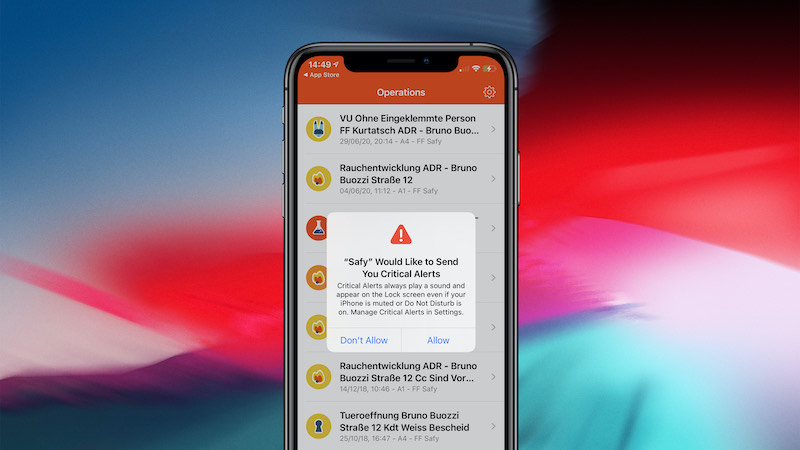 14:49
App Store
Operations
VU Ohne Eingeklemmte Person
FF Kurtatsch ADR - Bruno Buo...
29/06/20, 20:14 - A4 - FF Safy
Rauchentwicklung ADR - Bruno
Buozzi Straße 12
04/06/20, 11:12 - A1 - FF Safy
“Safy” Would Like to Send
You Critical Alerts
Critical Alerts always play a sound and
appear on the Lock screen even if your
iPhone is muted or Do Not Disturb is
on. Manage Critical Alerts in Settings.
Don’t Allow
Allow
Rauchentwicklung ADR - Bruno
Buozzi Straße 12 Cc Sind Vor...
14/12/18, 10:46 - A1 - FF Safy
Tueroeffnung Bruno Buozzi
Straße 12 Kdt Weiss Bescheid
25/10/18, 16:47 - A4 - FF Safy